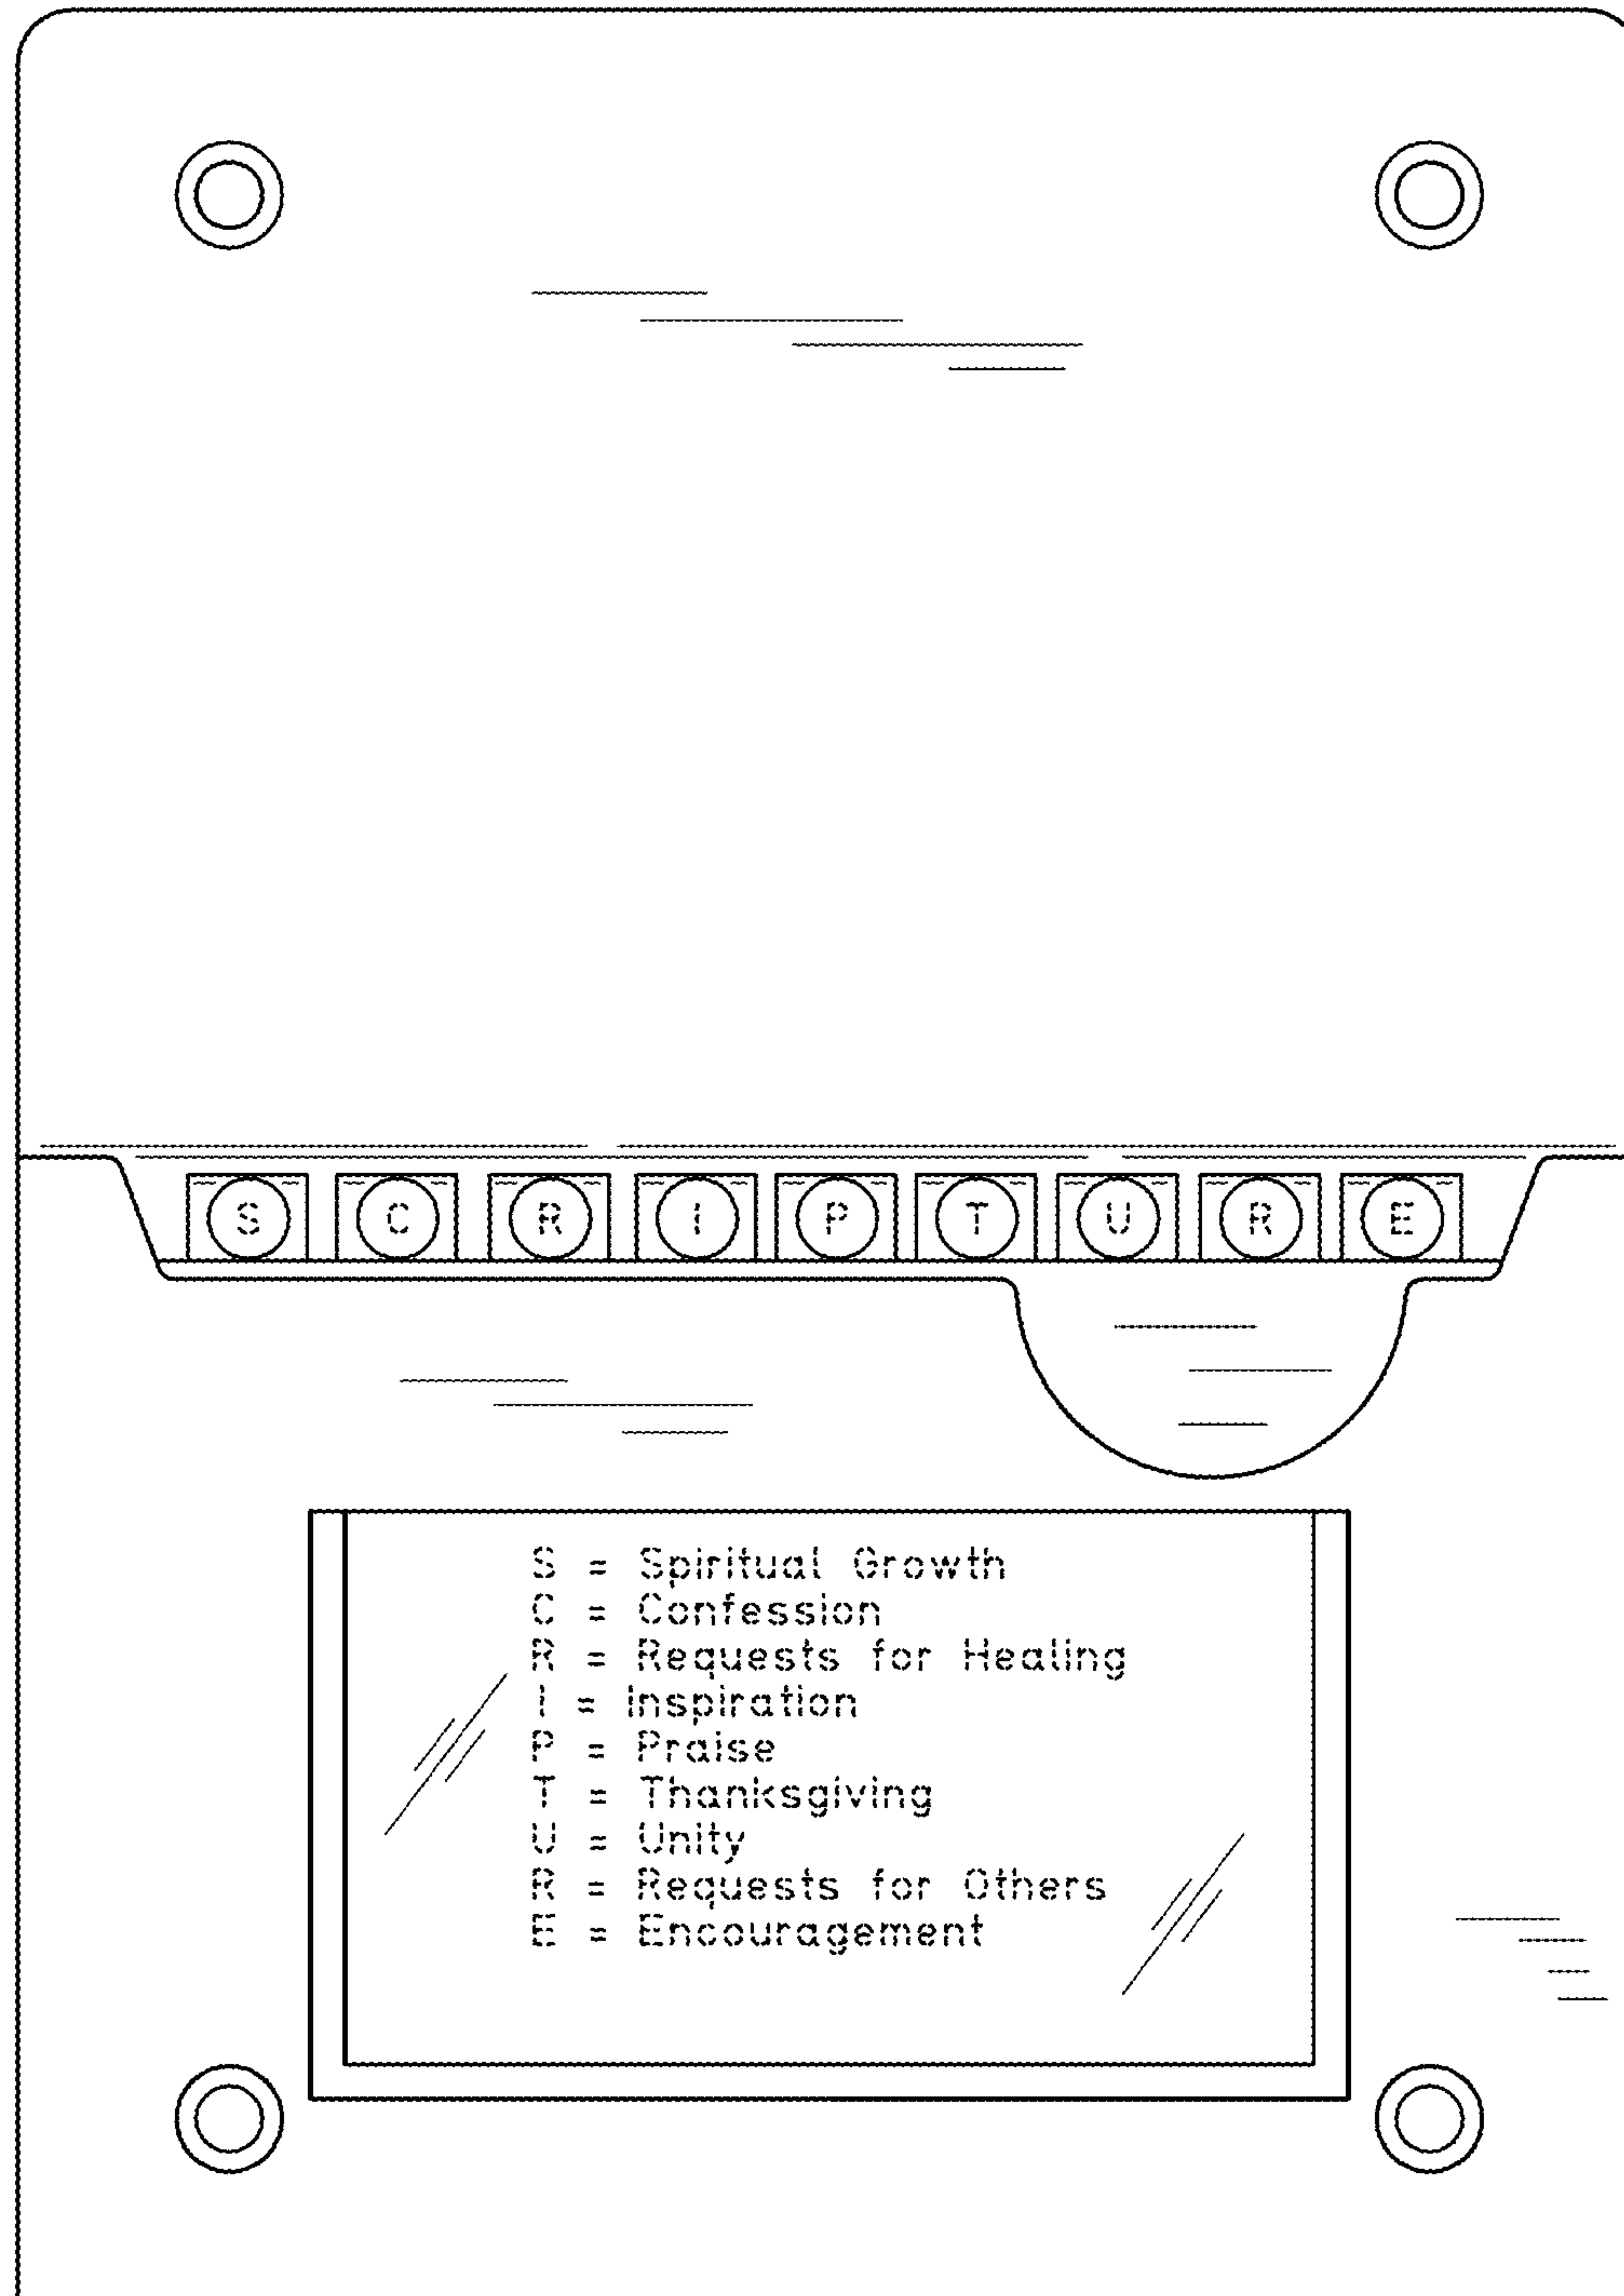 S C R I P T U R E
S = Spiritual Growth
C = Confession
R = Requests for Healing
I = Inspiration
P = Praise
T = Thanksgiving
U = Unity
R = Requests for Others
E = Encouragement